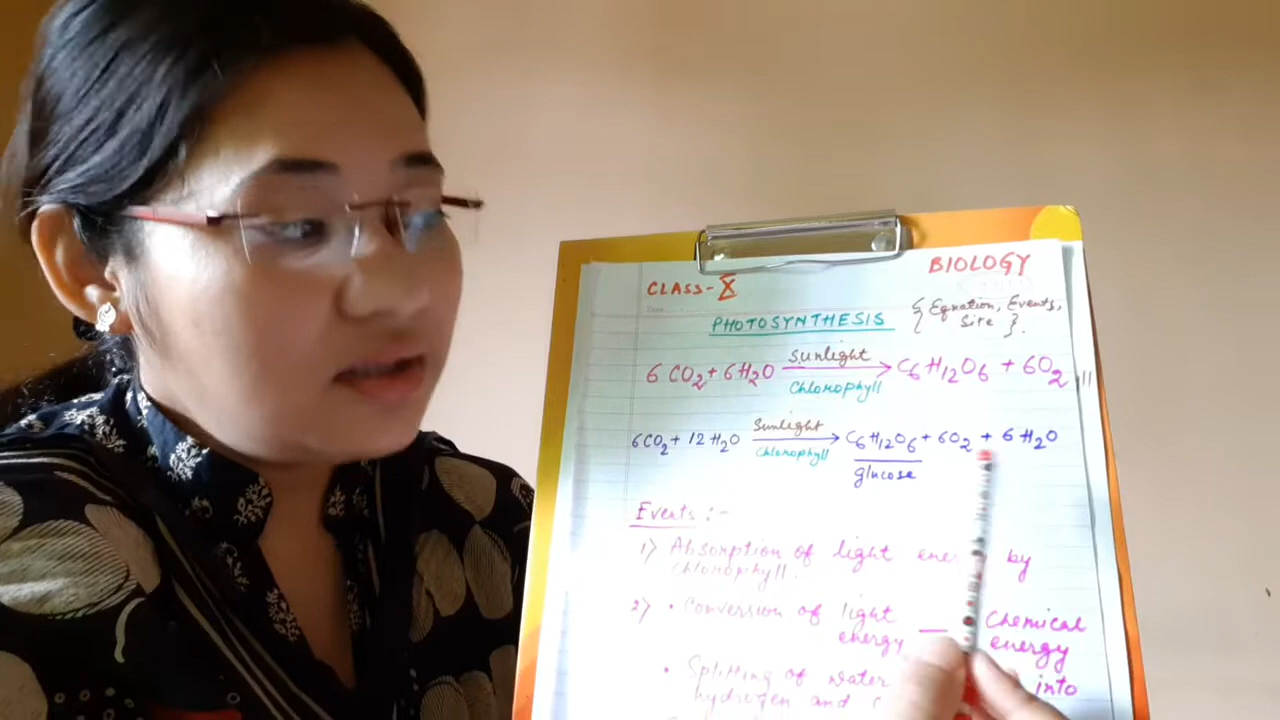 BIOLOGY
CLASS-X
PHOTOSYNTHESIS { Equation, Events,
Site }.
6CO2 + 6H2O Sunlight Chlorophyll → C6H12O6 + 6O2
6CO2 + 12H2O Sunlight Chlorophyll → C6H12O6 + 6O2 + 6H2O
glucose
Events :-
1) Absorption of light by
chlorophyll.
2) • Conversion of light — chemical
energy energy
• Splitting of water into
hydrogen and